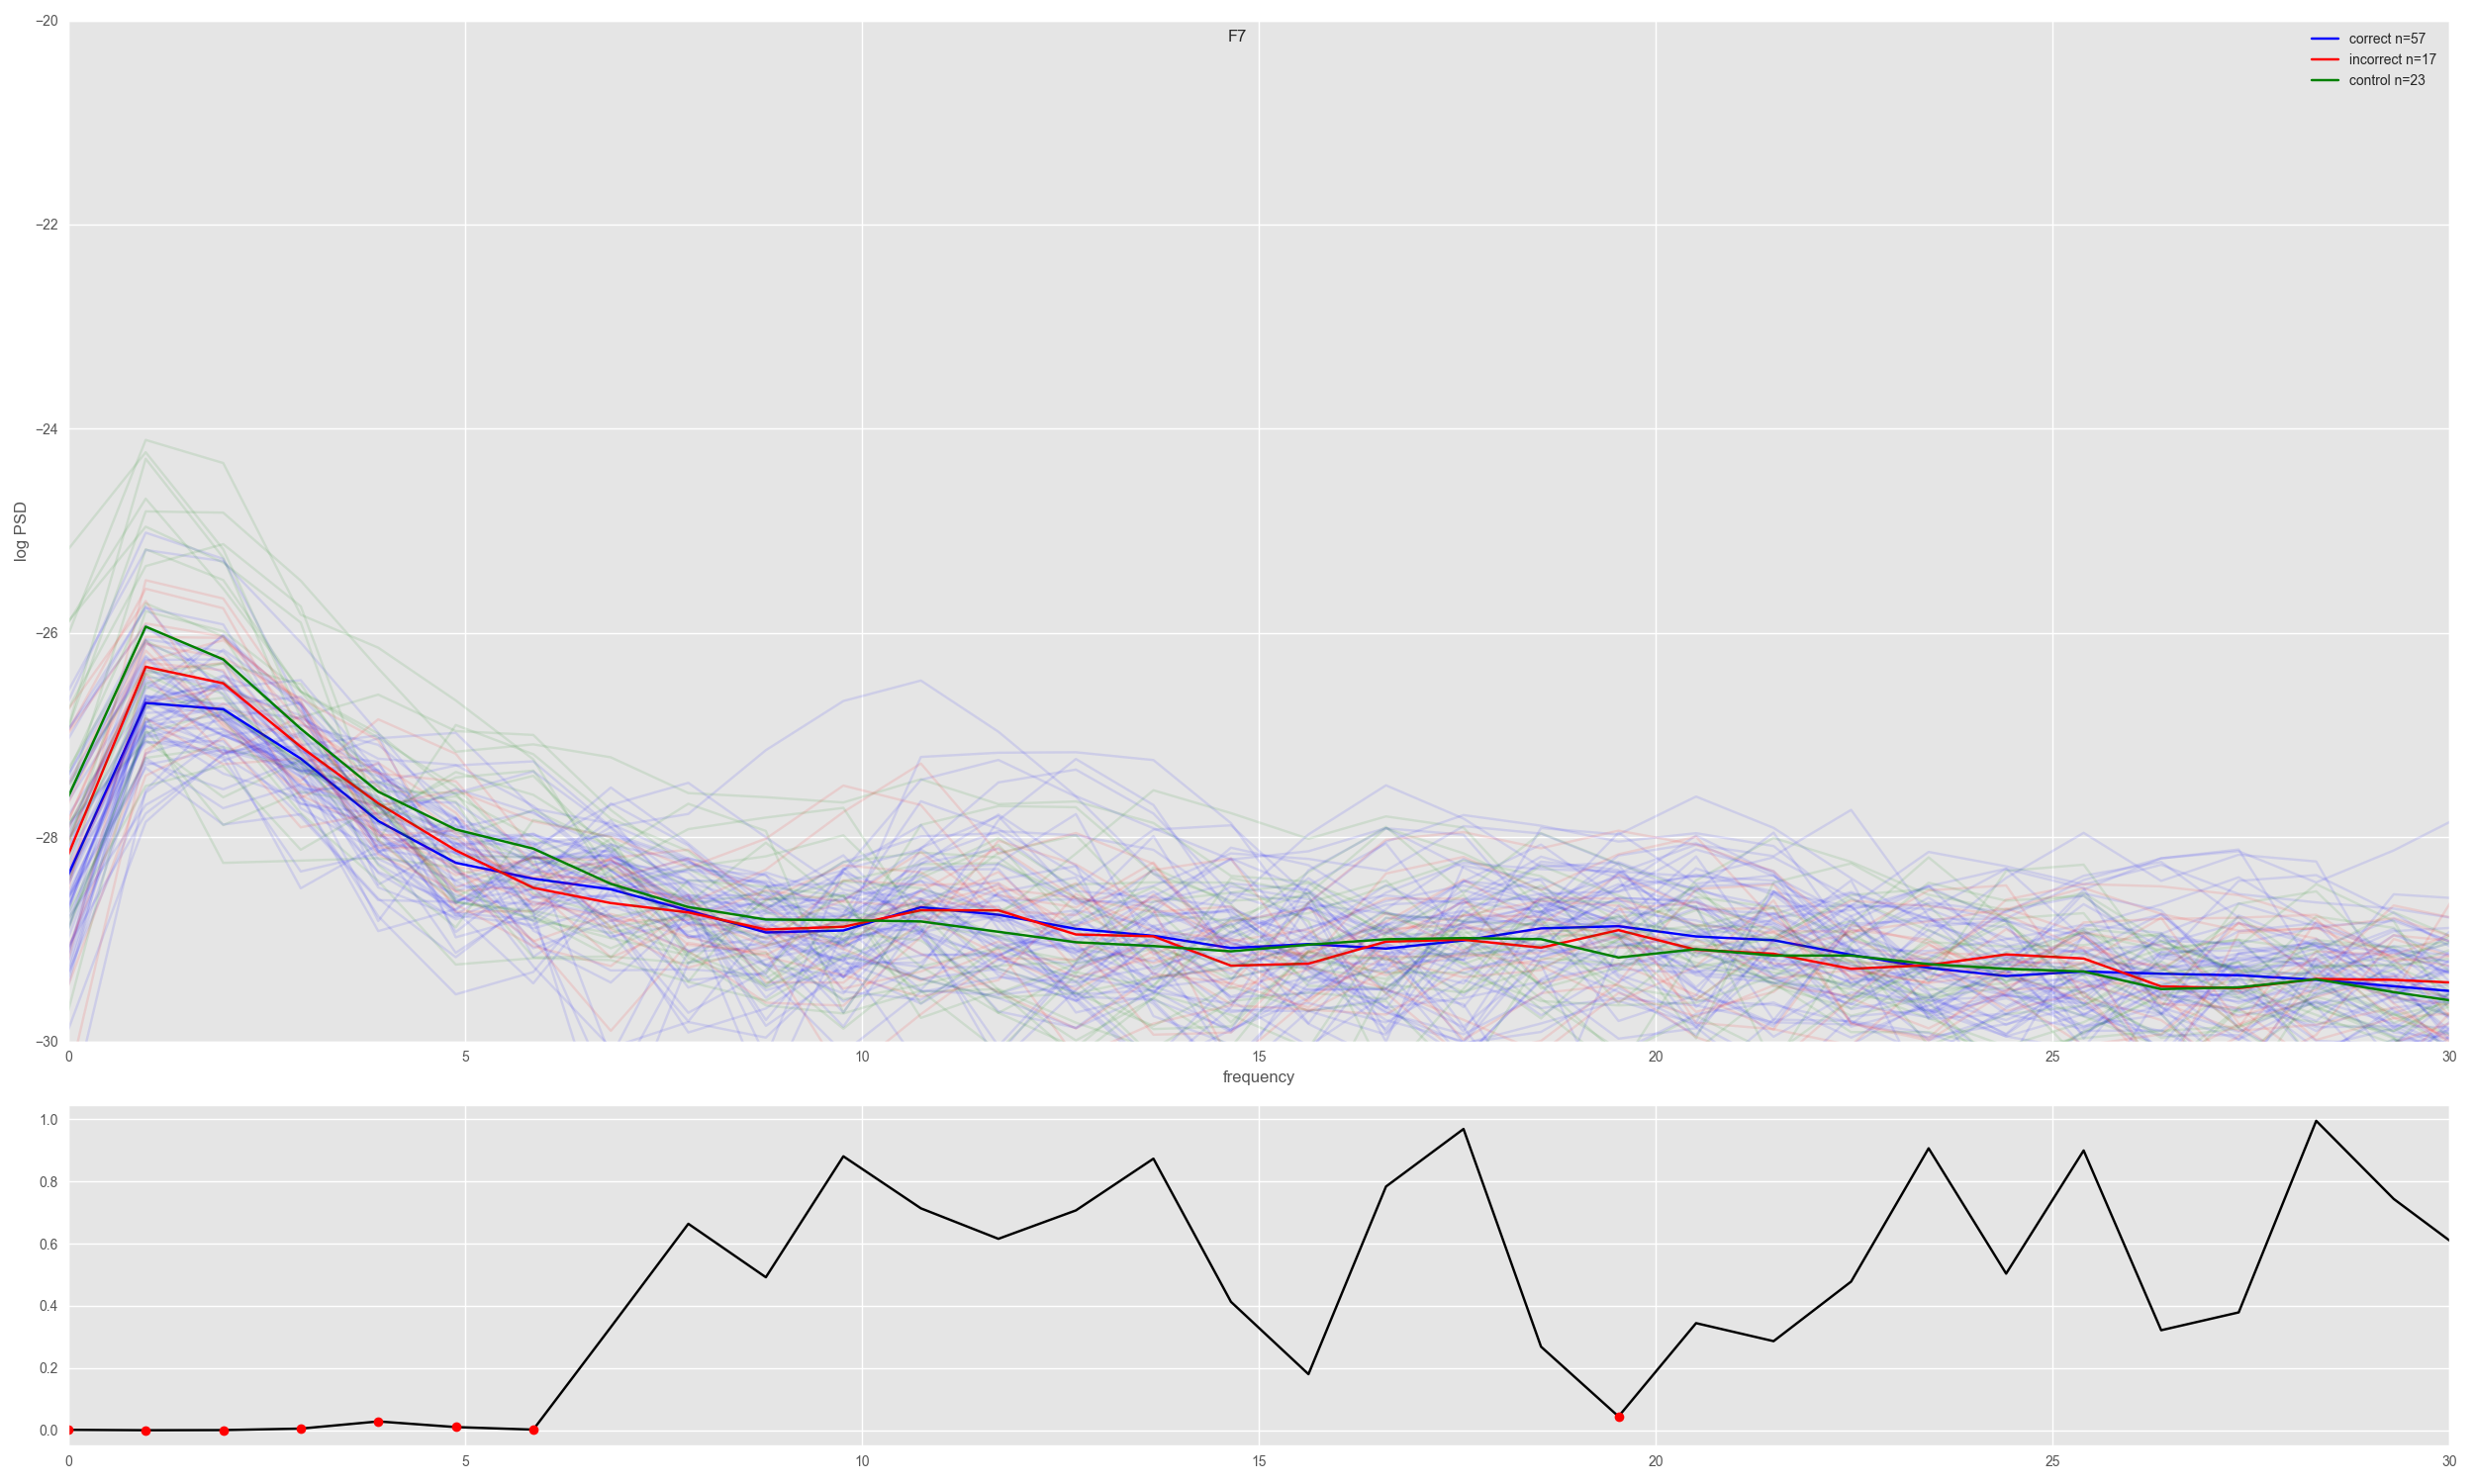 F7
correct n=57
incorrect n=17
control n=23
log PSD
−20
−22
−24
−26
−28
−30
0 5 10 15 20 25 30
frequency
1.0
0.8
0.6
0.4
0.2
0.0
0 5 10 15 20 25 30